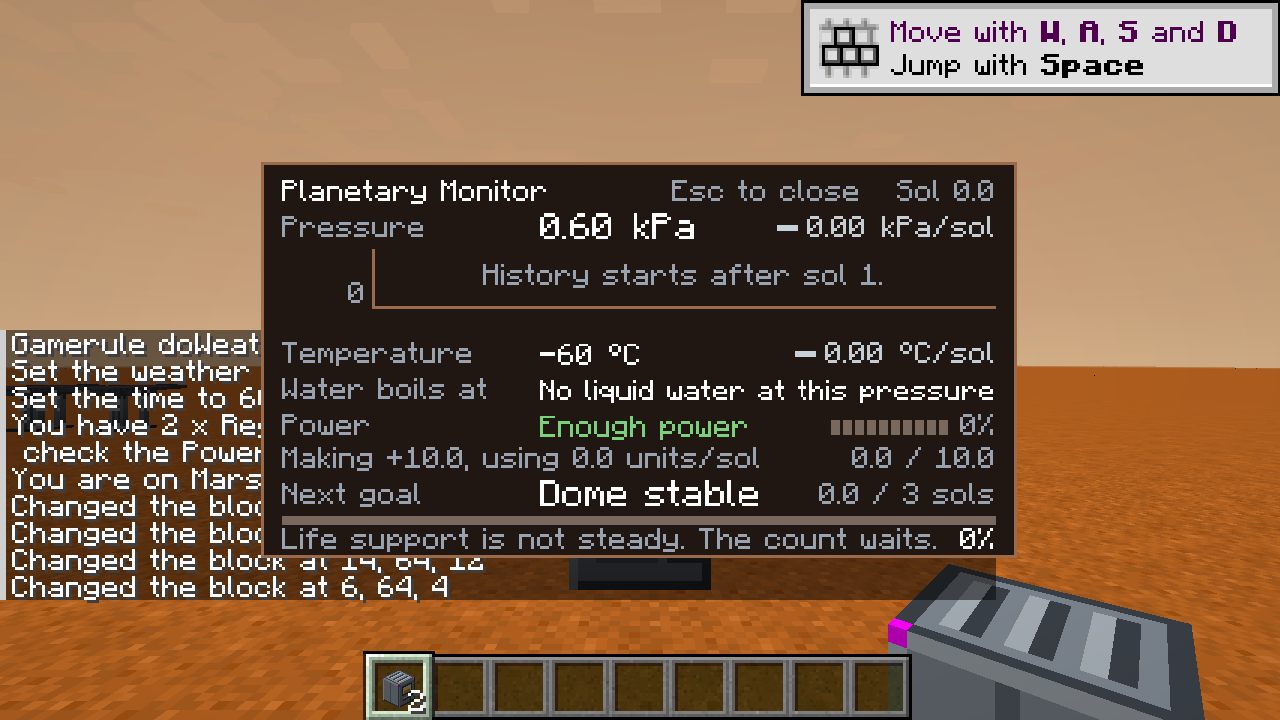 Move with W, A, S and D
Jump with Space
Planetary Monitor Esc to close Sol 0.0
Pressure 0.60 kPa 0.00 kPa/sol
History starts after sol 1.
0
Temperature -60 ºC 0.00 ºC/sol
Water boils at No liquid water at this pressure
Power Enough power 0%
Making +10.0, using 0.0 units/sol 0.0 / 10.0
Next goal Dome stable 0.0 / 3 sols
Life support is not steady. The count waits. 0%
Gamerule
Set the weather
Set the time to
You have 2 x
check the Power
You are on Mars
Changed the
Changed the
Changed the block at 14, 64, 12
Changed the block at 6, 64, 4
2